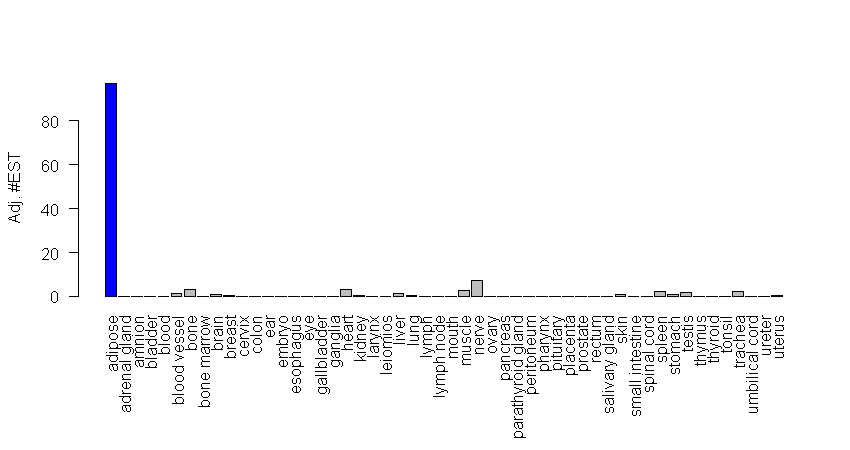 Adj. #EST
80
60
40
20
0
adipose
adrenal gland
amnion
bladder
blood
blood vessel
bone
bone marrow
brain
breast
cervix
colon
ear
embryo
esophagus
eye
gallbladder
ganglia
heart
kidney
larynx
leiomios
liver
lung
lymph
lymph node
mouth
muscle
nerve
ovary
pancreas
parathyroid gland
peritoneum
pharynx
pituitary
placenta
prostate
rectum
salivary gland
skin
small intestine
spinal cord
spleen
stomach
testis
thymus
thyroid
tonsil
trachea
umbilical cord
ureter
uterus